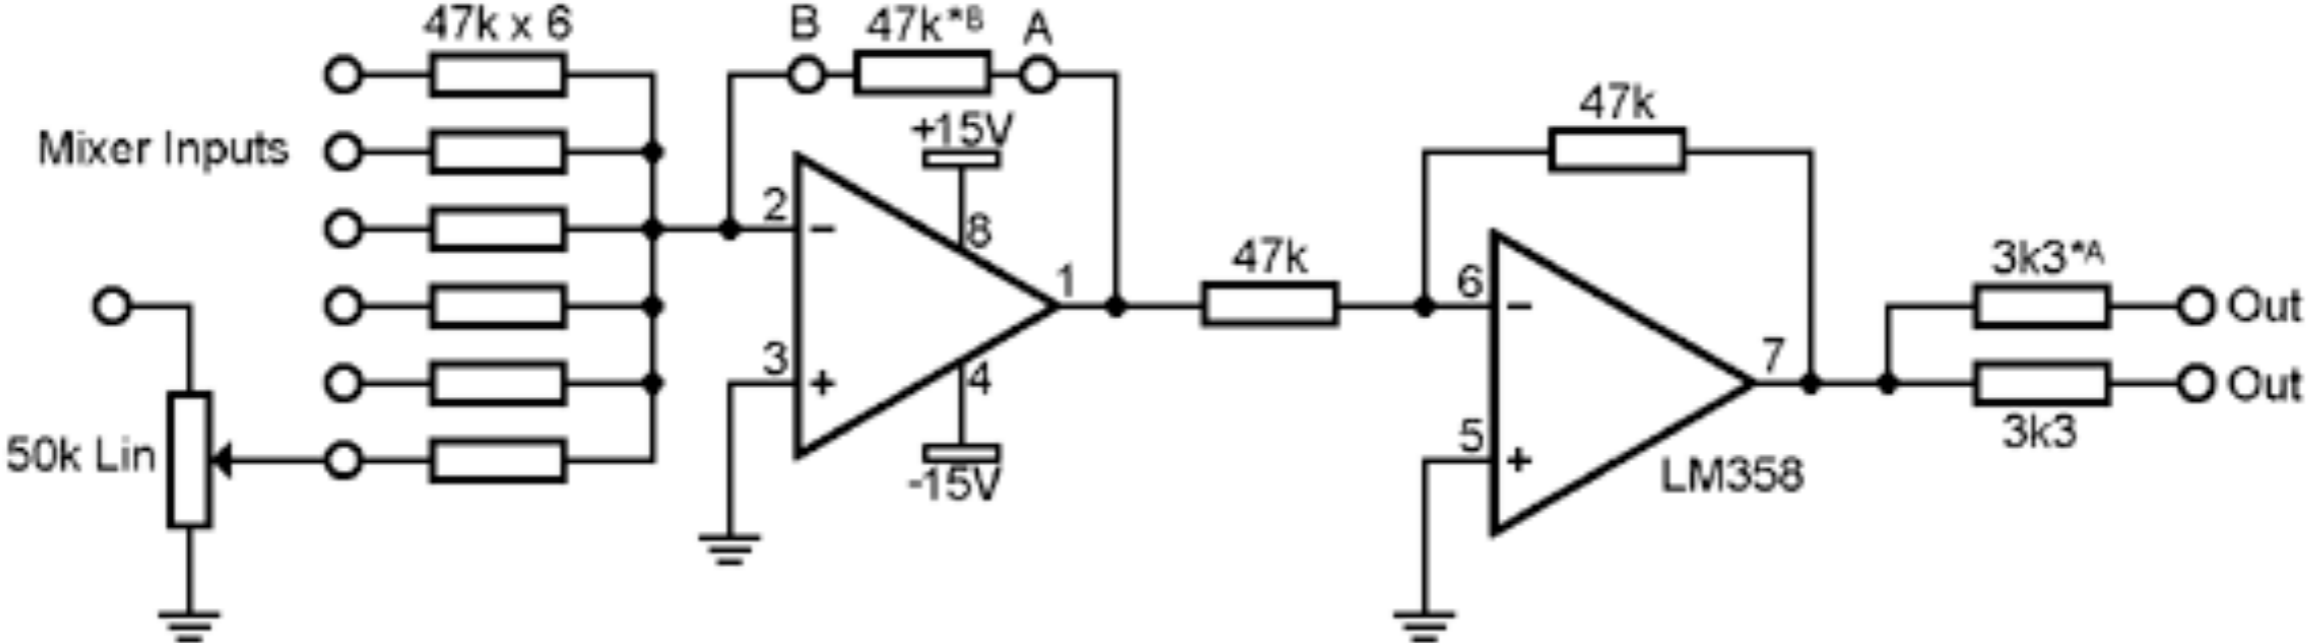 47k x 6
B
47k*B
A
Mixer Inputs
+15V
47k
2
−
8
47k
1
6
−
3k3*A
Out
3
+
4
7
Out
50k Lin
-15V
5
+
LM358
3k3